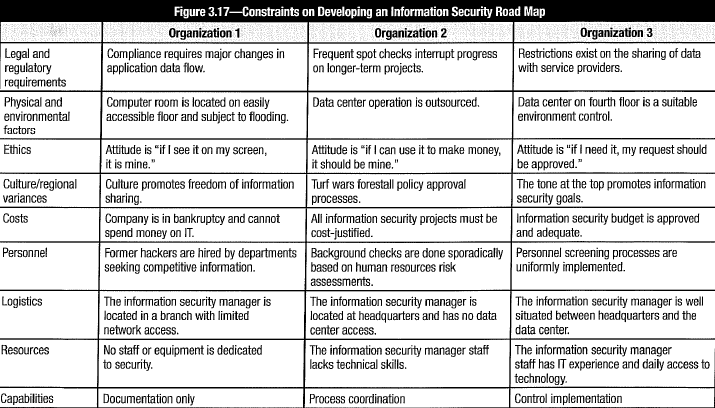 Figure 3.17—Constraints on Developing an Information Security Road Map
Organization 1 Organization 2 Organization 3
Legal and
regulatory
requirements
Compliance requires major changes in
application data flow.
Frequent spot checks interrupt progress
on longer-term projects.
Restrictions exist on the sharing of data
with service providers.
Physical and
environmental
factors
Computer room is located on easily
accessible floor and subject to flooding.
Data center operation is outsourced.
Data center on fourth floor is a suitable
environment control.
Ethics
Attitude is “if I see it on my screen,
it is mine.”
Attitude is “if I can use it to make money,
it should be mine.”
Attitude is “if I need it, my request should
be approved.”
Culture/regional
variances
Culture promotes freedom of information
sharing.
Turf wars forestall policy approval
processes.
The tone at the top promotes information
security goals.
Costs
Company is in bankruptcy and cannot
spend money on IT.
All information security projects must be
cost-justified.
Information security budget is approved
and adequate.
Personnel
Former hackers are hired by departments
seeking competitive information.
Background checks are done sporadically
based on human resources risk
assessments.
Personnel screening processes are
uniformly implemented.
Logistics
The information security manager is
located in a branch with limited
network access.
The information security manager is
located at headquarters and has no data
center access.
The information security manager is well
situated between headquarters and the
data center.
Resources
No staff or equipment is dedicated
to security.
The information security manager staff
lacks technical skills.
The information security manager
staff has IT experience and daily access to
technology.
Capabilities
Documentation only
Process coordination
Control implementation